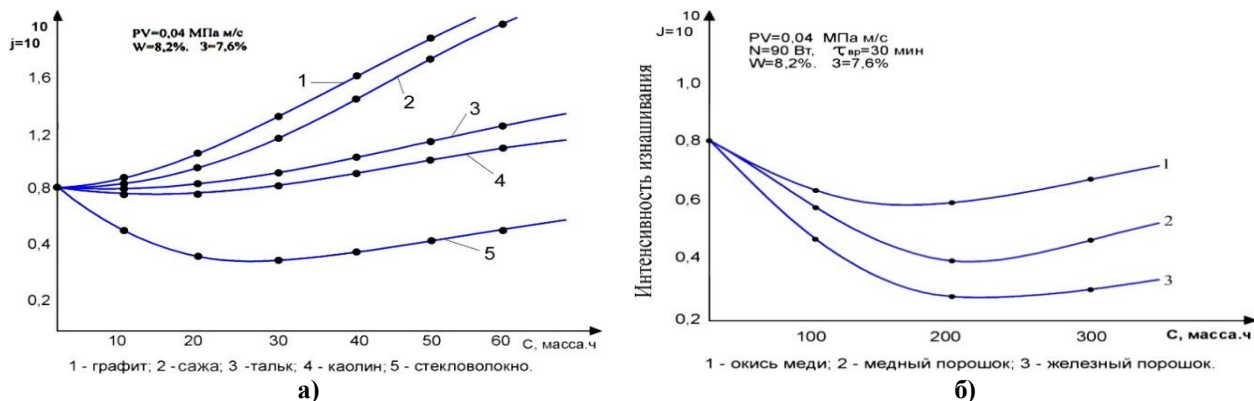 10
j=10
PV=0,04 МПа м/с
W=8,2%. 3=7,6%
1,6
1,2
0,8
0,4
0,2
1
2
3
4
5
10 20 30 40 50 60 С, масса.ч
1 - графит; 2 -сажа; 3 -тальк; 4 - каолин; 5 - стекловолокно.
а)
Интенсивность изнашивания
10
J=10
PV=0,04 МПа м/с
N=90 Вт, τвр=30 мин
W=8,2%. 3=7,6%
1,0
0,8
0,6
0,4
0,2
1
2
3
100 200 300 С, масса.ч
1 - окись меди; 2 - медный порошок; 3 - железный порошок.
б)